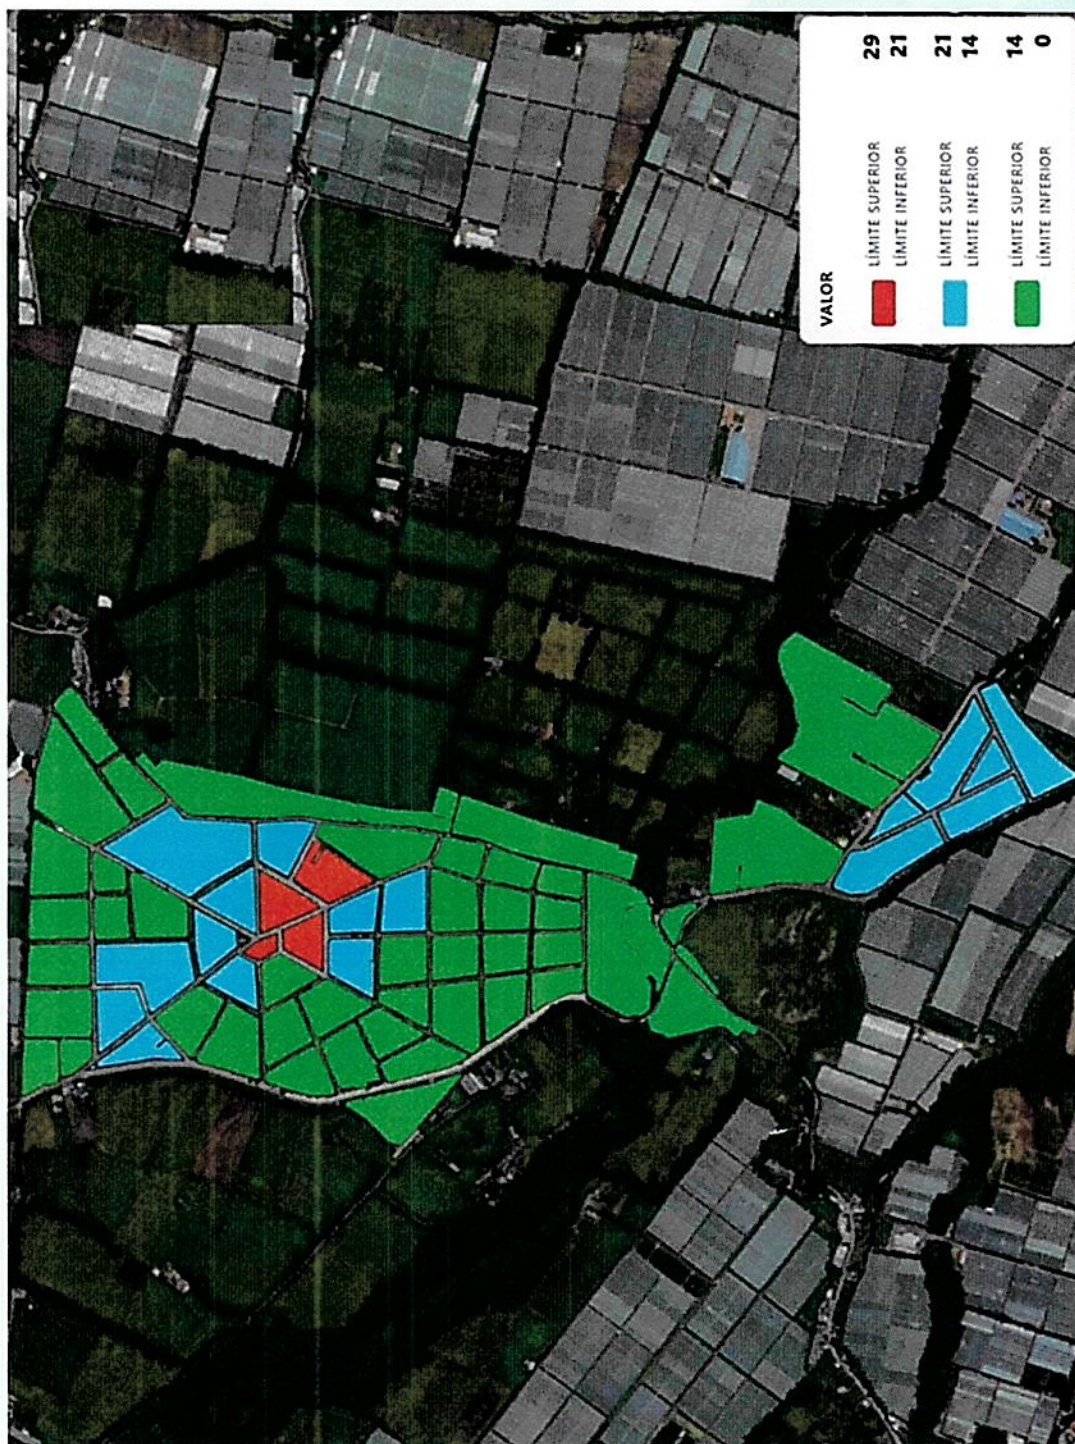 VALOR
LÍMITE SUPERIOR 29
LÍMITE INFERIOR 21
LÍMITE SUPERIOR 21
LÍMITE INFERIOR 14
LÍMITE SUPERIOR 14
LÍMITE INFERIOR 0